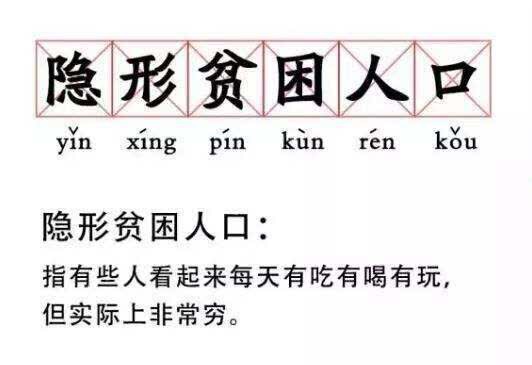 隐形贫困人口
yǐn xíng pín kùn rén kǒu
隐形贫困人口：
指有些人看起来每天有吃有喝有玩，
但实际上非常穷。